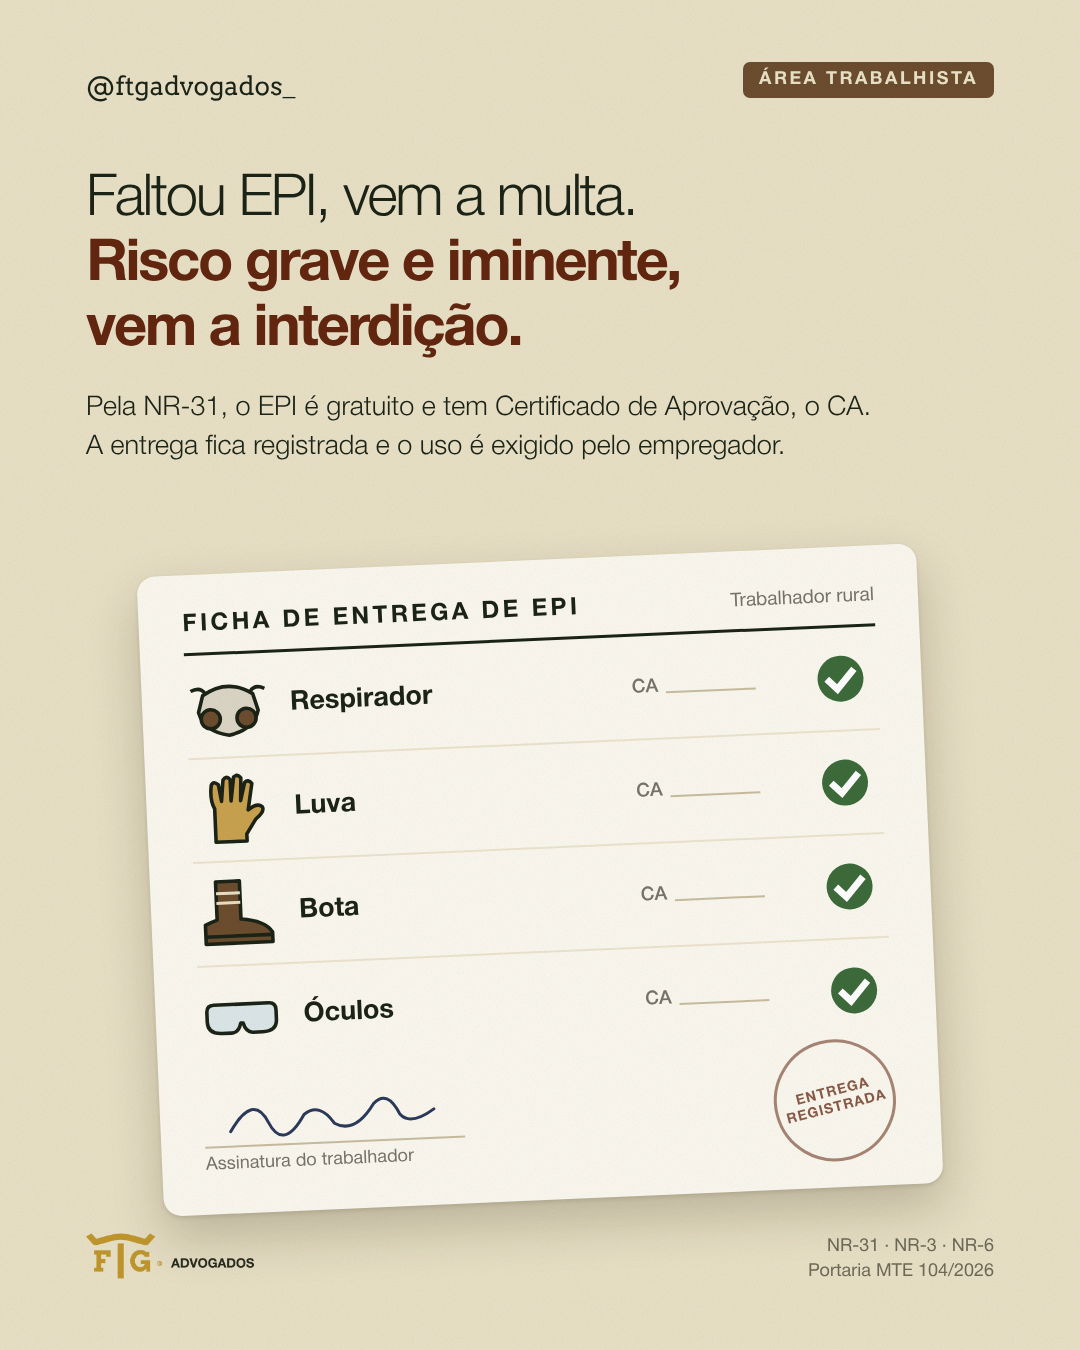 @ftgadvogados_
ÁREA TRABALHISTA
Faltou EPI, vem a multa.
Risco grave e iminente,
vem a interdição.
Pela NR-31, o EPI é gratuito e tem Certificado de Aprovação, o CA.
A entrega fica registrada e o uso é exigido pelo empregador.
FICHA DE ENTREGA DE EPI
Trabalhador rural
Respirador
CA
Luva
CA
Bota
CA
Óculos
CA
ENTREGA
REGISTRADA
Assinatura do trabalhador
FTG ADVOGADOS
NR-31 · NR-3 · NR-6
Portaria MTE 104/2026